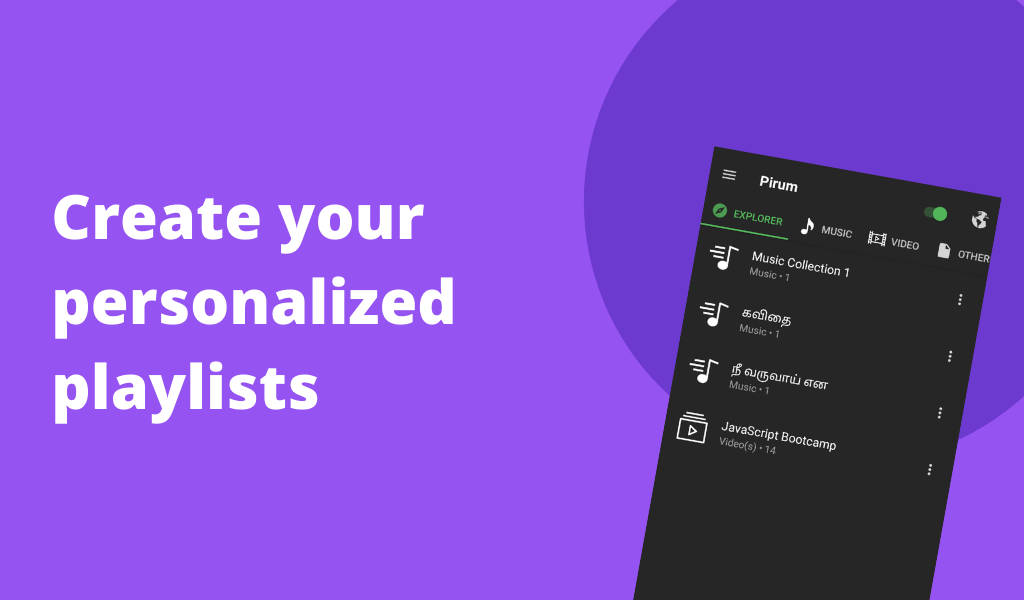 Create your
personalized
playlists
Pirum
EXPLORER MUSIC VIDEO OTHER
Music Collection 1
Music • 1
கவிதை
Music • 1
நீ வருவாய் என
Music • 1
JavaScript Bootcamp
Video(s) • 14